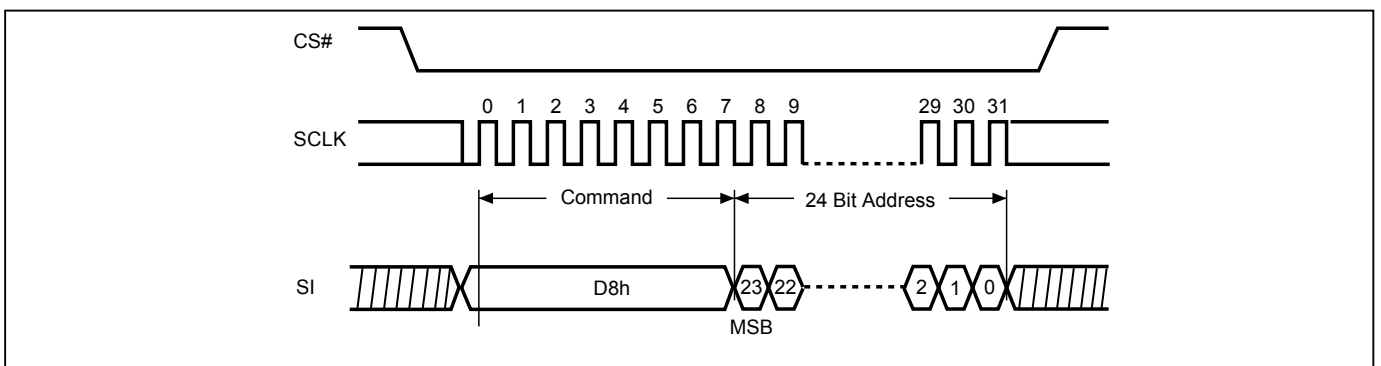 CS#
0 1 2 3 4 5 6 7 8 9 29 30 31
SCLK
Command 24 Bit Address
SI D8h 23 22 2 1 0
MSB